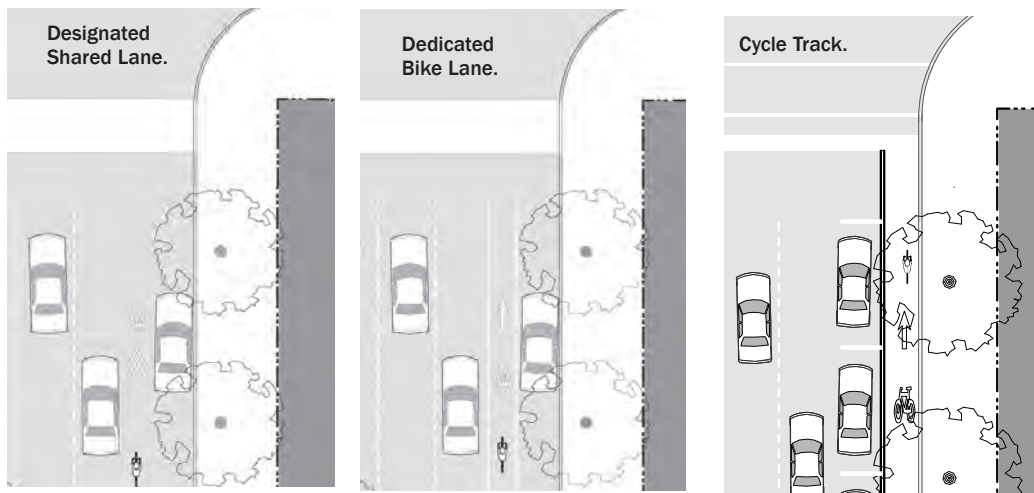 Designated
Shared Lane.
Dedicated
Bike Lane.
Cycle Track.